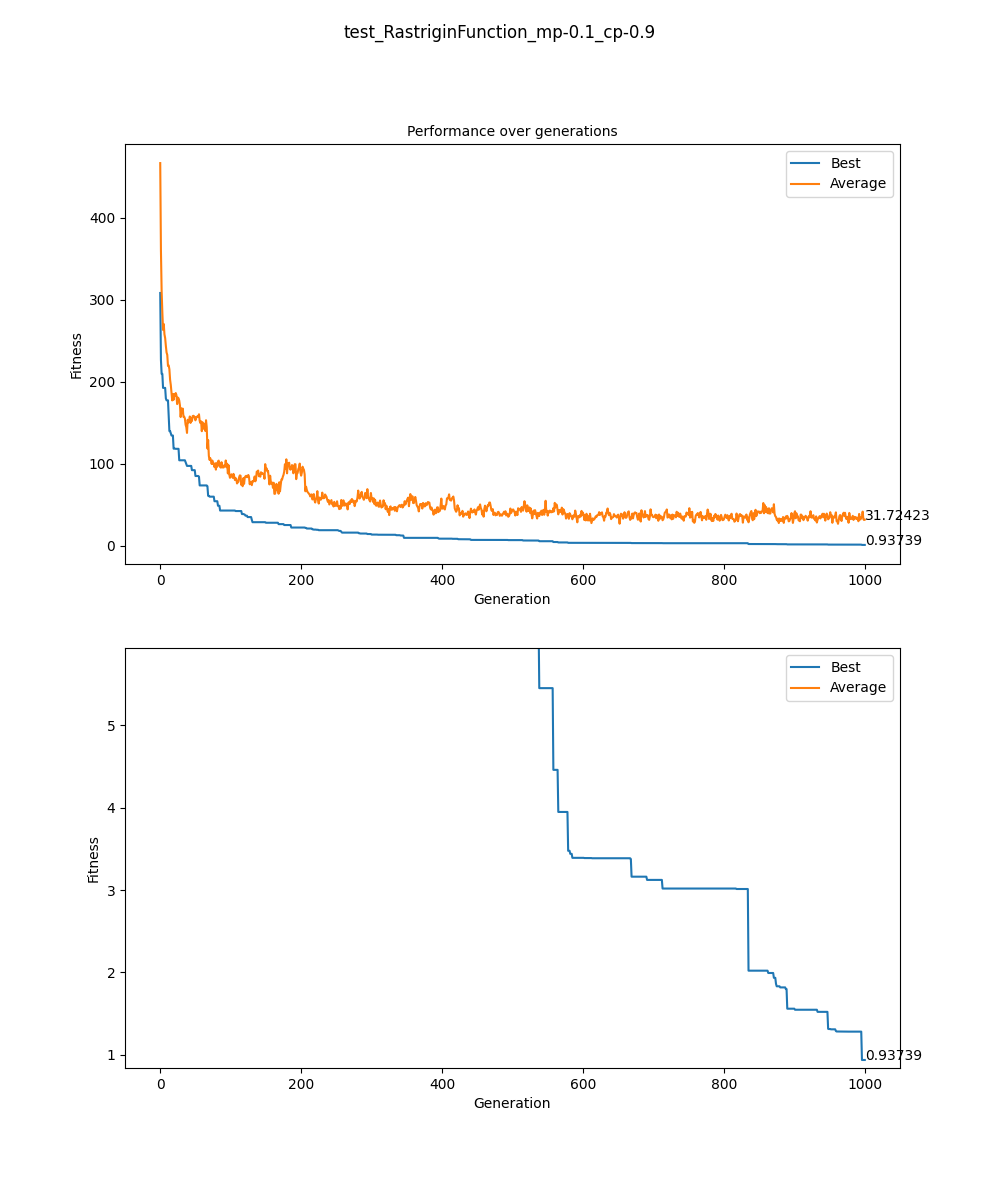 test_RastriginFunction_mp-0.1_cp-0.9
Performance over generations
Best
Average
400
300
200
100
0
Fitness
31.72423
0.93739
0 200 400 600 800 1000
Generation
Best
Average
5
4
3
2
1
Fitness
0.93739
0 200 400 600 800 1000
Generation